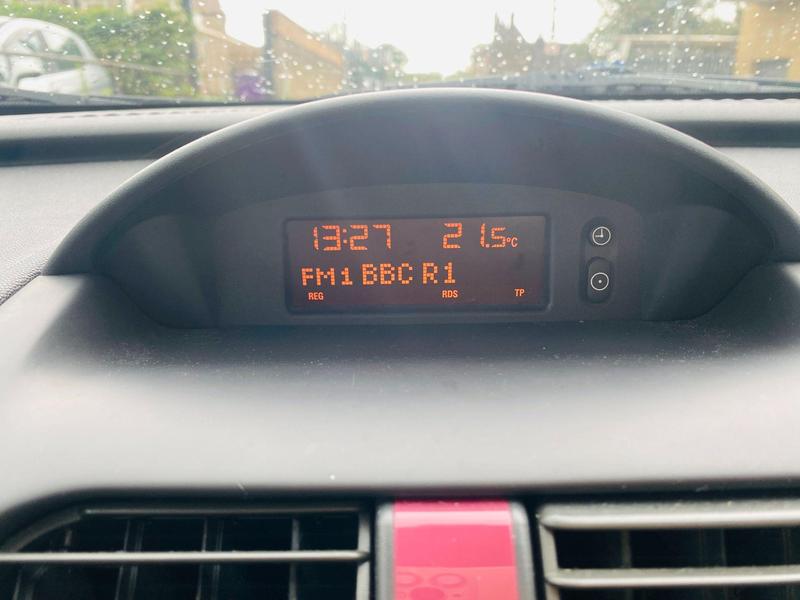 13:27 21.5°C
FM1 BBC R1
REG RDS TP